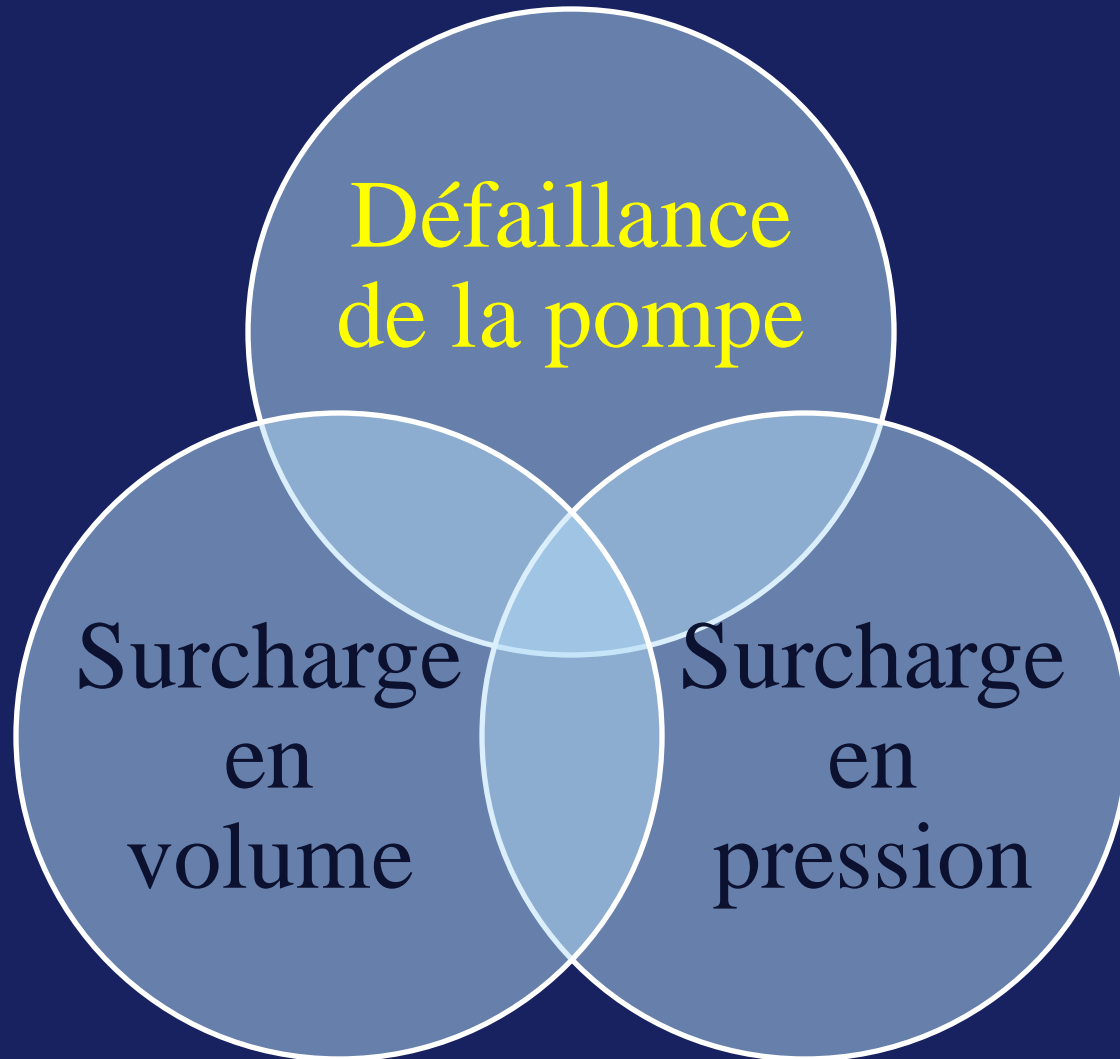 Défaillance
de la pompe
Surcharge
en
volume
Surcharge
en
pression